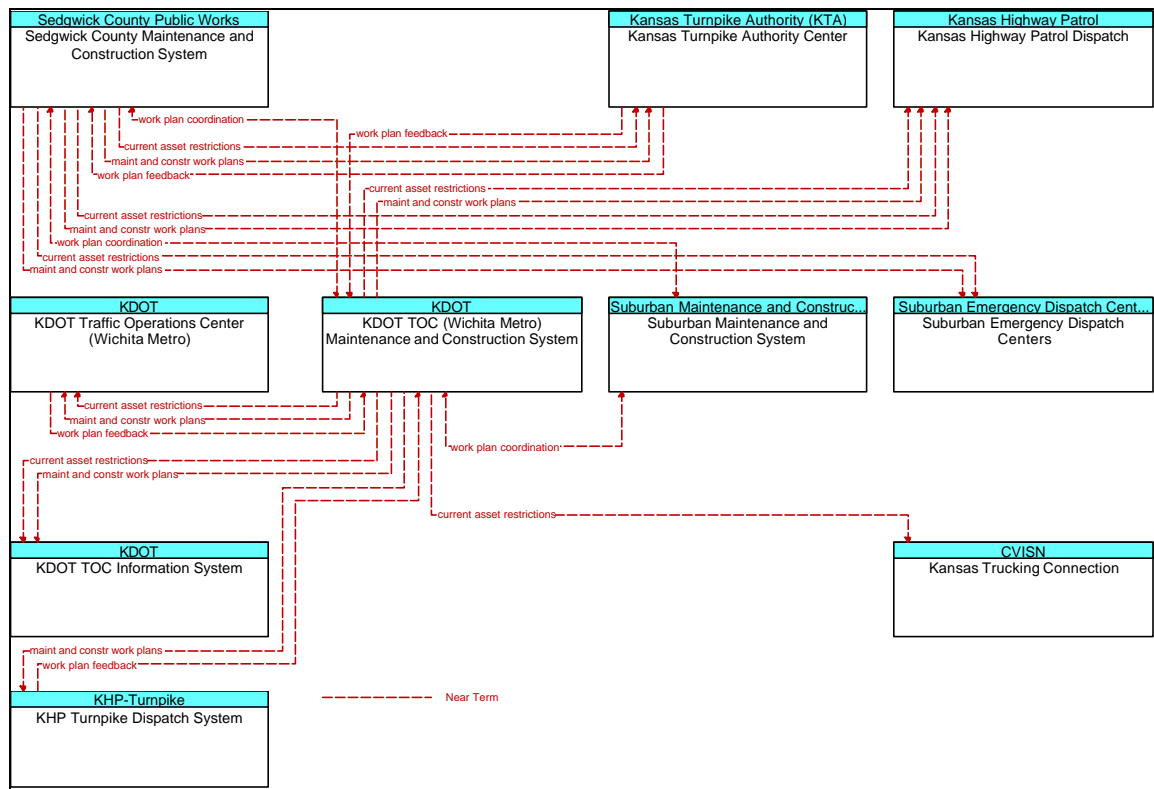 Sedgwick County Public Works
Sedgwick County Maintenance and
Construction System
Kansas Turnpike Authority (KTA)
Kansas Turnpike Authority Center
Kansas Highway Patrol
Kansas Highway Patrol Dispatch
work plan coordination
work plan feedback
current asset restrictions
maint and constr work plans
work plan feedback
current asset restrictions
maint and constr work plans
current asset restrictions
maint and constr work plans
work plan coordination
current asset restrictions
maint and constr work plans
KDOT
KDOT Traffic Operations Center
(Wichita Metro)
KDOT
KDOT TOC (Wichita Metro)
Maintenance and Construction System
Suburban Maintenance and Construc...
Suburban Maintenance and
Construction System
Suburban Emergency Dispatch Cent...
Suburban Emergency Dispatch
Centers
current asset restrictions
maint and constr work plans
work plan feedback
work plan coordination
current asset restrictions
maint and constr work plans
current asset restrictions
KDOT
KDOT TOC Information System
CVISN
Kansas Trucking Connection
maint and constr work plans
work plan feedback
KHP-Turnpike
KHP Turnpike Dispatch System
Near Term